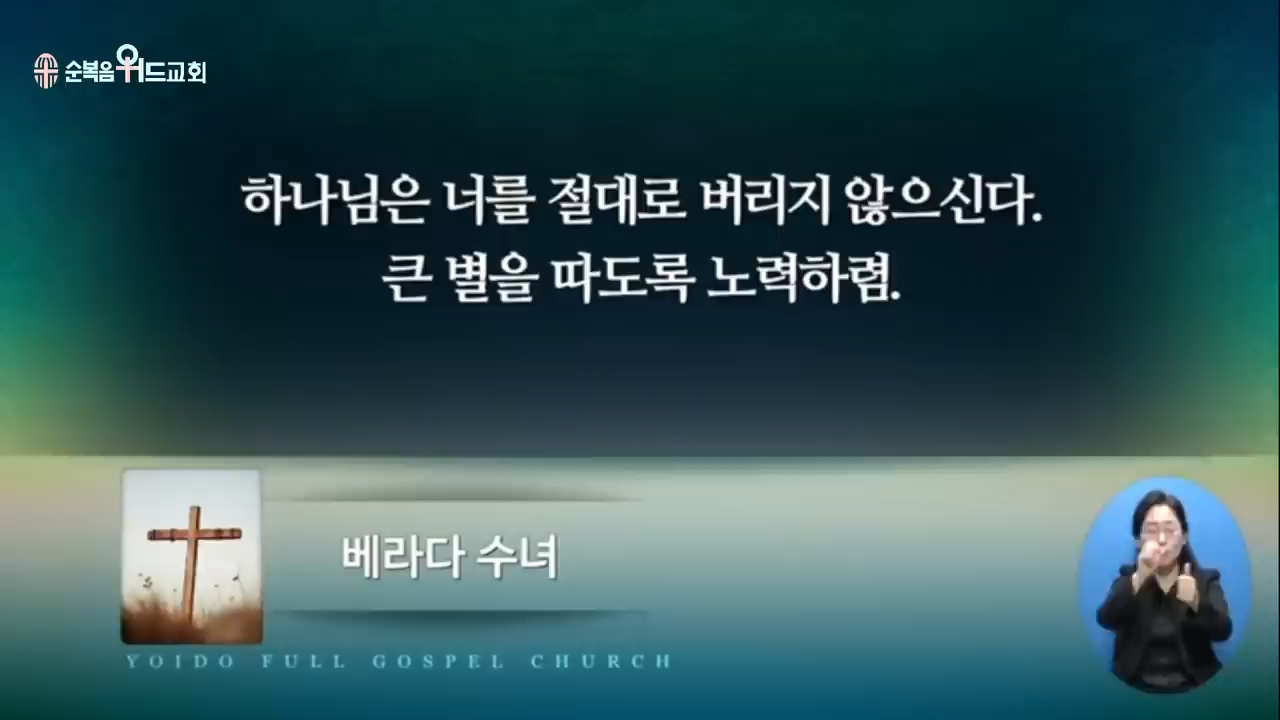 순복음위드교회
하나님은 너를 절대로 버리지 않으신다.
큰 별을 따도록 노력하렴.
베라다 수녀
YOIDO FULL GOSPEL CHURCH